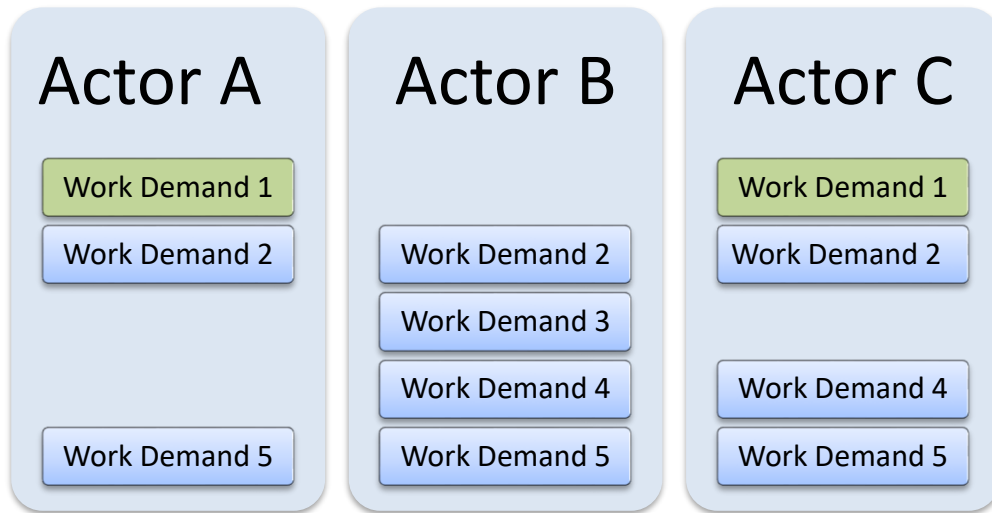 Actor A
Work Demand 1
Work Demand 2
Work Demand 5
Actor B
Work Demand 2
Work Demand 3
Work Demand 4
Work Demand 5
Actor C
Work Demand 1
Work Demand 2
Work Demand 4
Work Demand 5